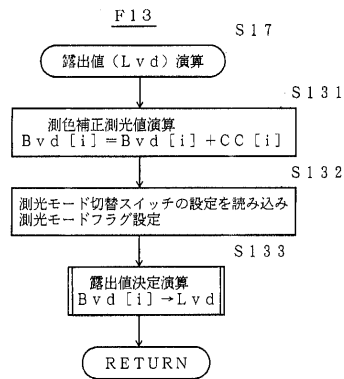 F13
S17
露出値（Lvd）演算
S131
測色補正測光値演算
Bvd[i]=Bvd[i]+CC[i]
S132
測光モード切替スイッチの設定を読み込み
測光モードフラグ設定
S133
露出値決定演算
Bvd[i]→Lvd
RETURN